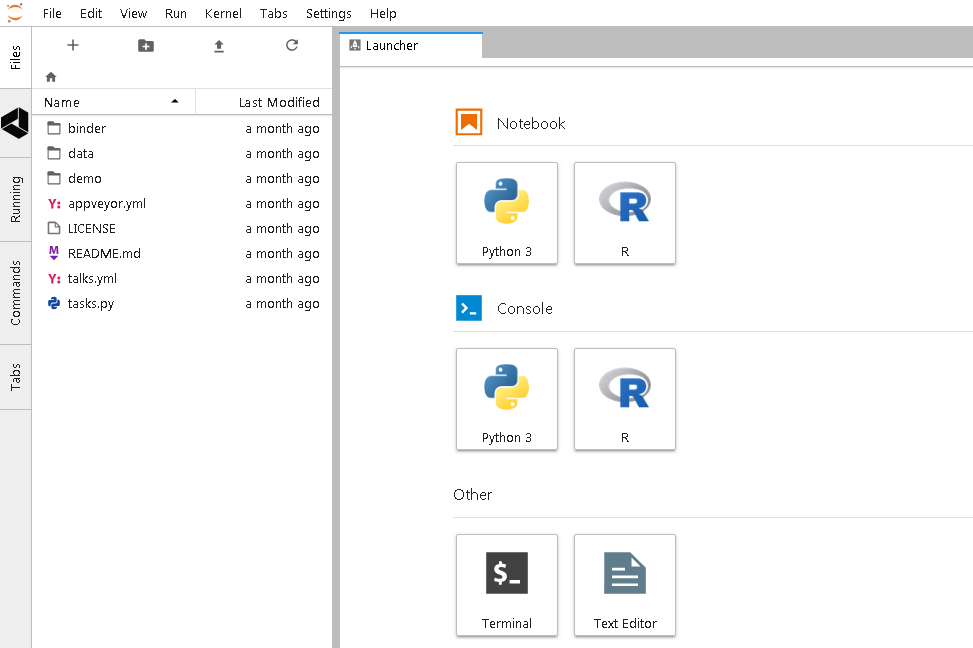 File Edit View Run Kernel Tabs Settings Help
Files
Running
Commands
Tabs
Name Last Modified
binder a month ago
data a month ago
demo a month ago
Y: appveyor.yml a month ago
LICENSE a month ago
M README.md a month ago
Y: talks.yml a month ago
tasks.py a month ago
Launcher
Notebook
Python 3 R
Console
Python 3 R
Other
$_
Terminal Text Editor